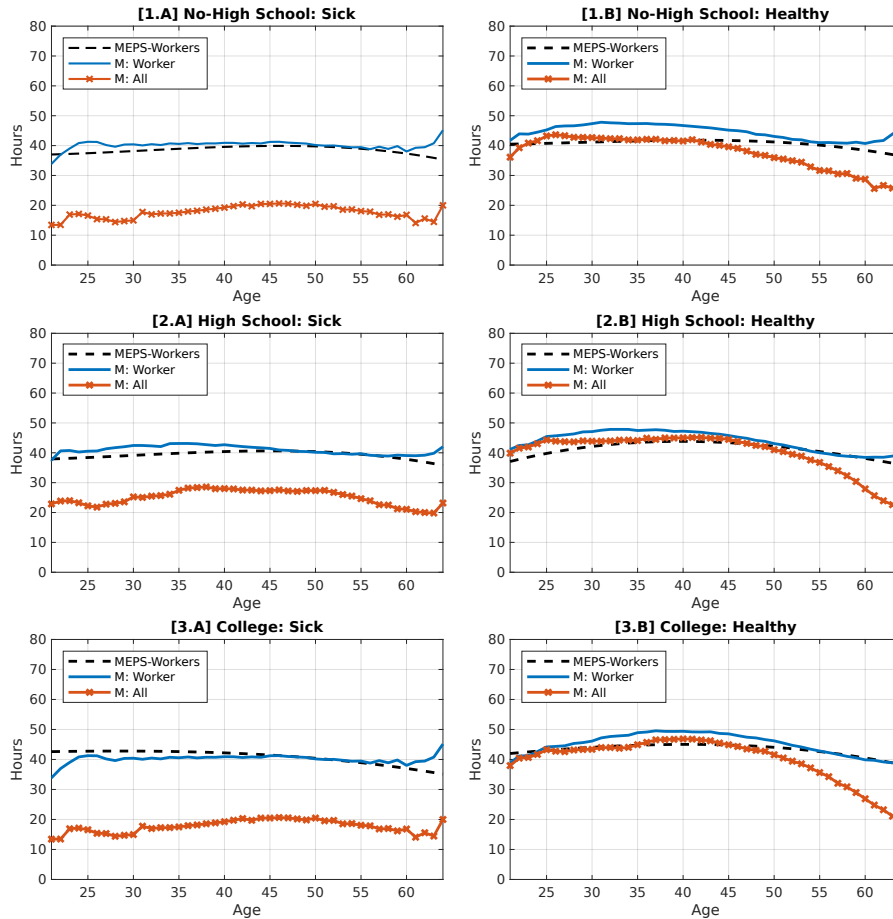 [1.A] No-High School: Sick
80
70
60
50
40
30
20
10
0
Hours
MEPS-Workers
M: Worker
M: All
25 30 35 40 45 50 55 60
Age
[1.B] No-High School: Healthy
80
70
60
50
40
30
20
10
0
Hours
MEPS-Workers
M: Worker
M: All
25 30 35 40 45 50 55 60
Age
[2.A] High School: Sick
80
70
60
50
40
30
20
10
0
Hours
MEPS-Workers
M: Worker
M: All
25 30 35 40 45 50 55 60
Age
[2.B] High School: Healthy
80
70
60
50
40
30
20
10
0
Hours
MEPS-Workers
M: Worker
M: All
25 30 35 40 45 50 55 60
Age
[3.A] College: Sick
80
70
60
50
40
30
20
10
0
Hours
MEPS-Workers
M: Worker
M: All
25 30 35 40 45 50 55 60
Age
[3.B] College: Healthy
80
70
60
50
40
30
20
10
0
Hours
MEPS-Workers
M: Worker
M: All
25 30 35 40 45 50 55 60
Age